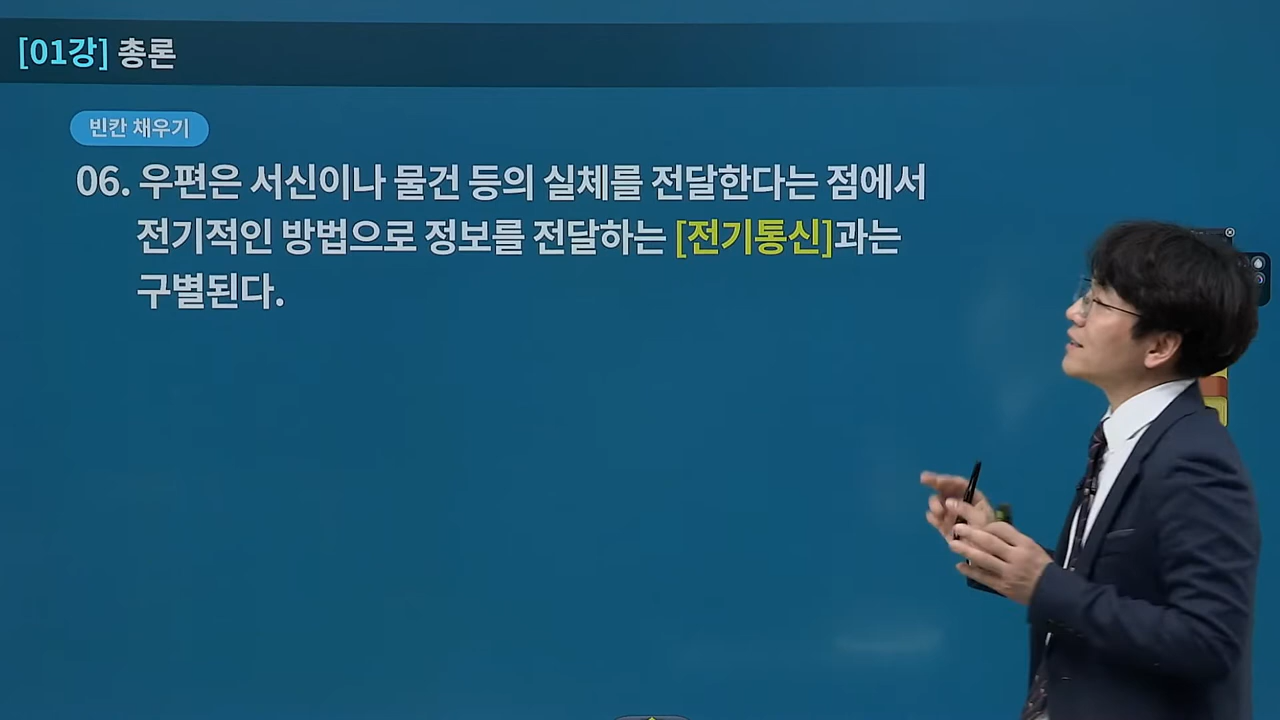 [01강] 총론
빈칸 채우기
06. 우편은 서신이나 물건 등의 실체를 전달한다는 점에서
전기적인 방법으로 정보를 전달하는 [전기통신]과는
구별된다.